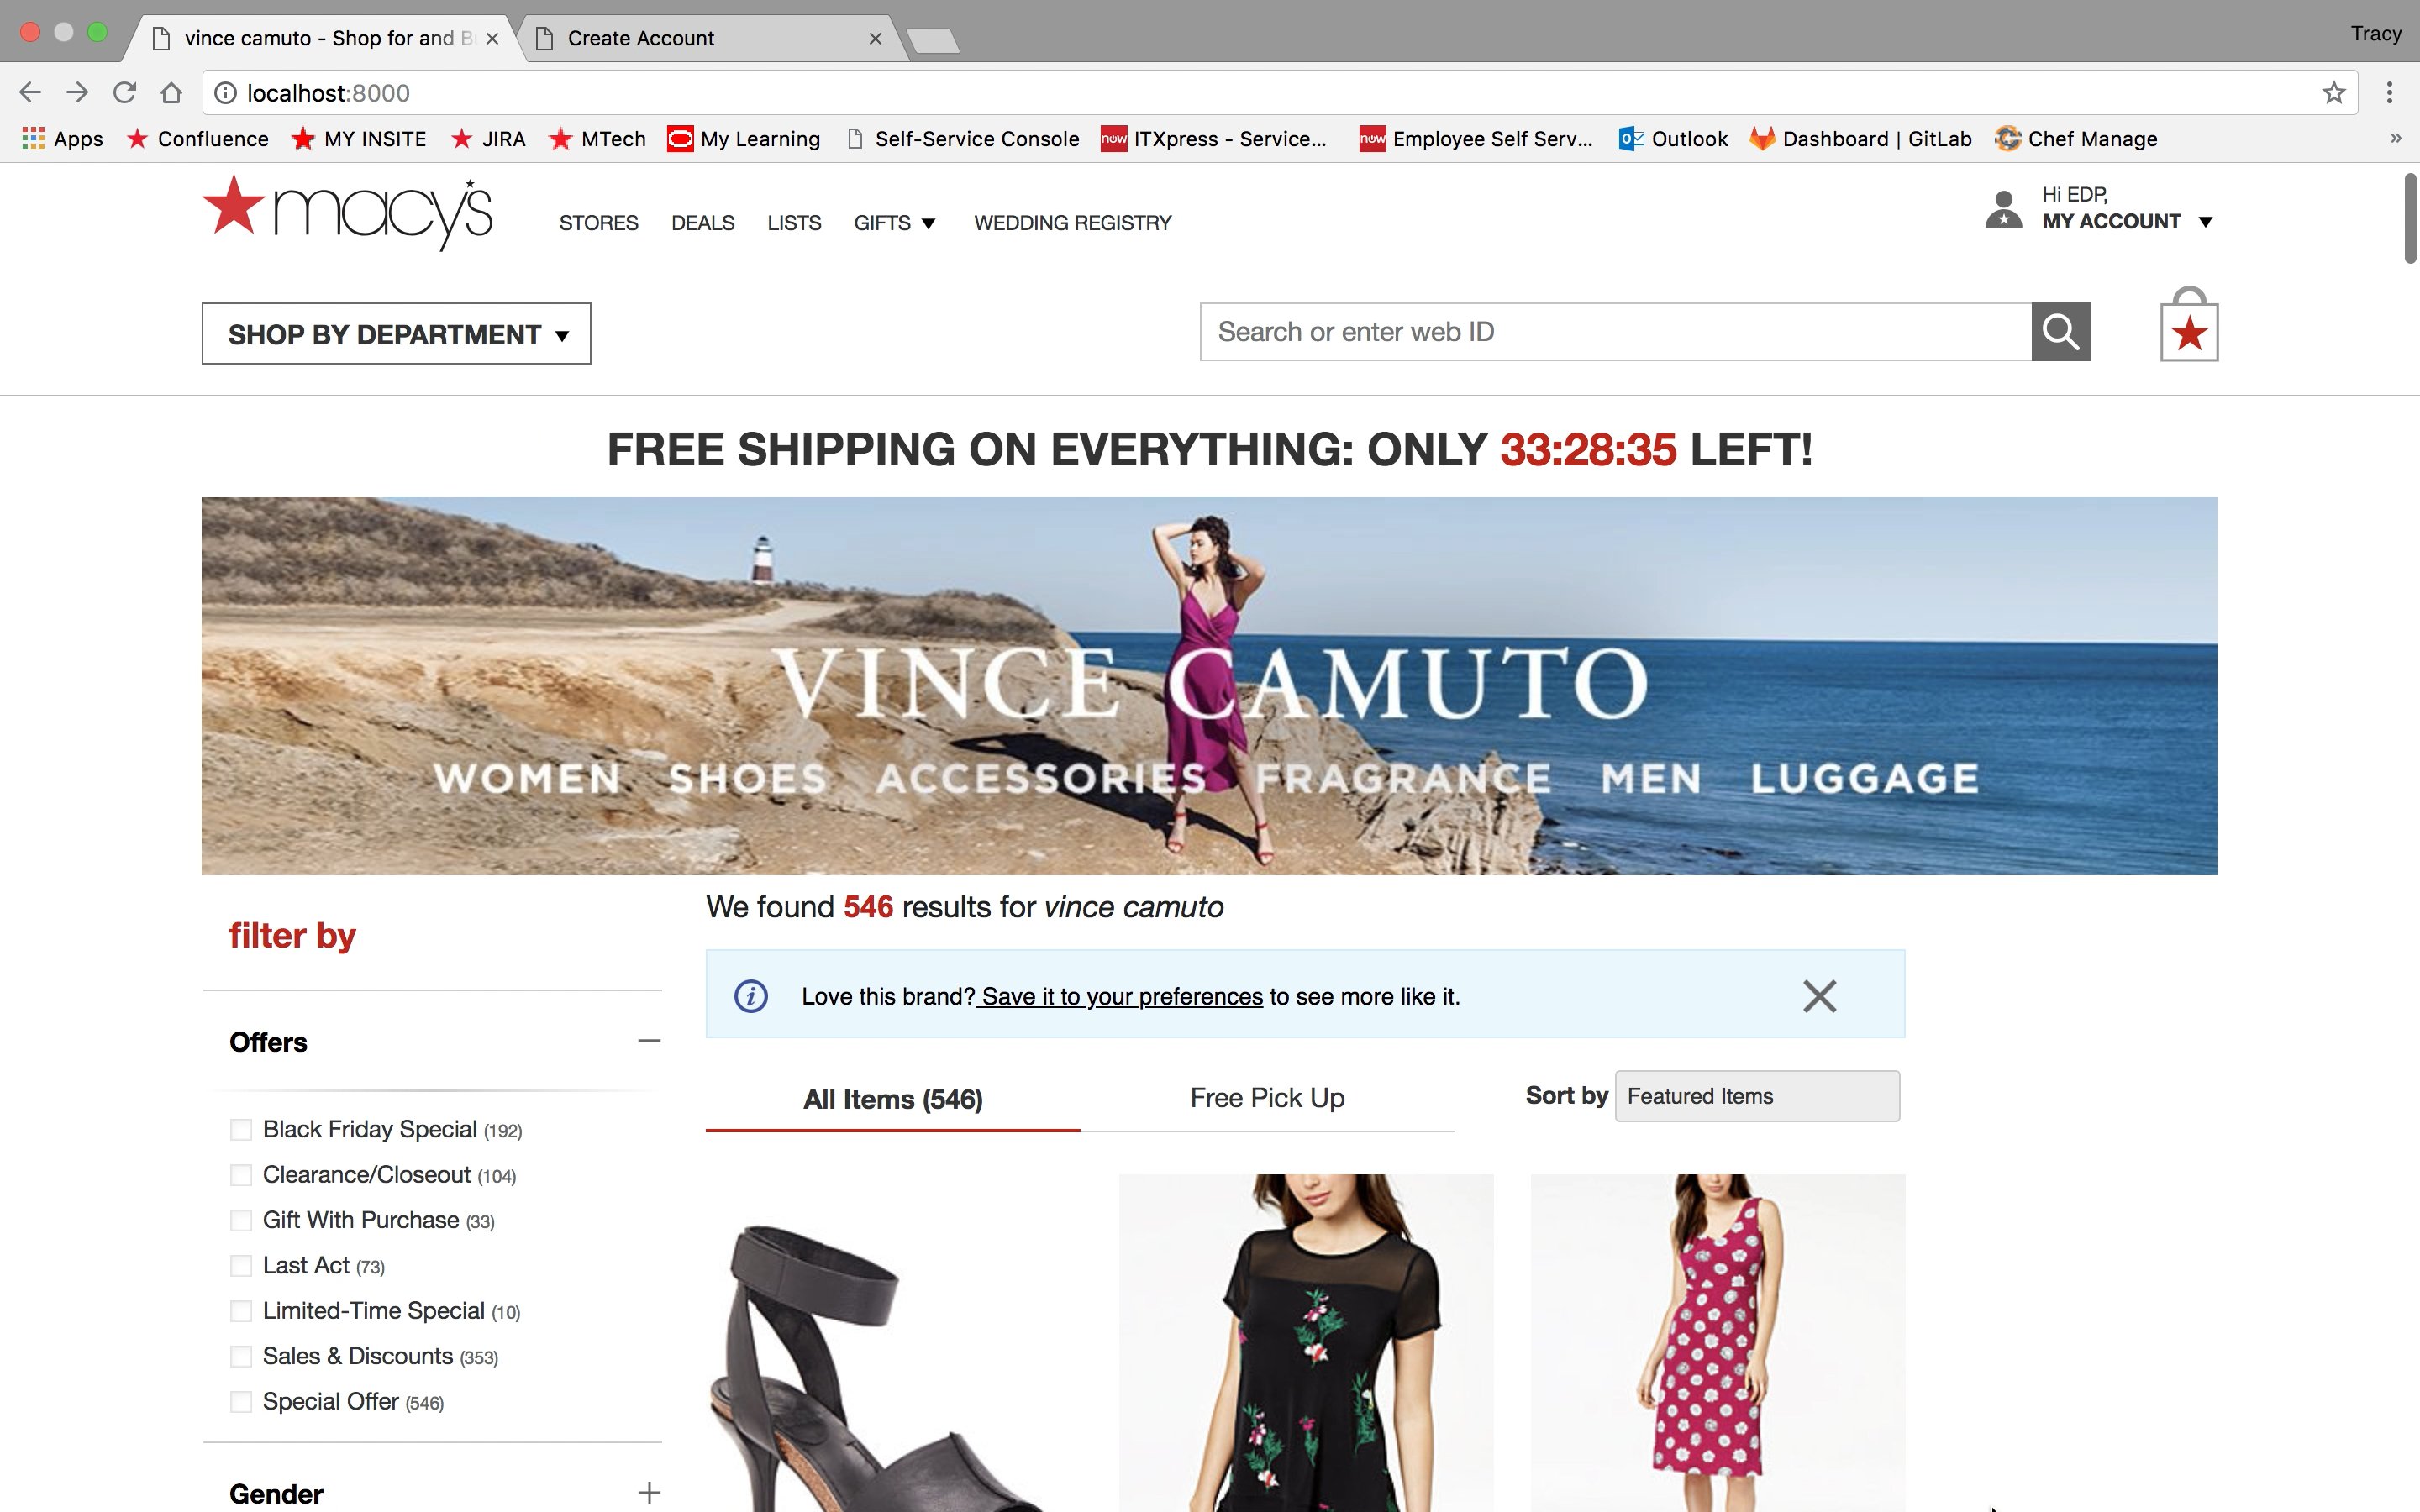 vince camuto - Shop for and B
Create Account
Tracy
localhost:8000
Apps
Confluence
MY INSITE
JIRA
MTech
My Learning
Self-Service Console
now
ITXpress - Service...
now
Employee Self Serv...
Outlook
Dashboard | GitLab
Chef Manage
»
macy's
STORES
DEALS
LISTS
GIFTS
WEDDING REGISTRY
Hi EDP,
MY ACCOUNT
SHOP BY DEPARTMENT
Search or enter web ID
FREE SHIPPING ON EVERYTHING: ONLY 33:28:35 LEFT!
VINCE CAMUTO
WOMEN SHOES ACCESSORIES FRAGRANCE MEN LUGGAGE
We found 546 results for vince camuto
filter by
Love this brand? Save it to your preferences to see more like it.
Offers
All Items (546)
Free Pick Up
Sort by
Featured Items
Black Friday Special (192)
Clearance/Closeout (104)
Gift With Purchase (33)
Last Act (73)
Limited-Time Special (10)
Sales & Discounts (353)
Special Offer (546)
Gender